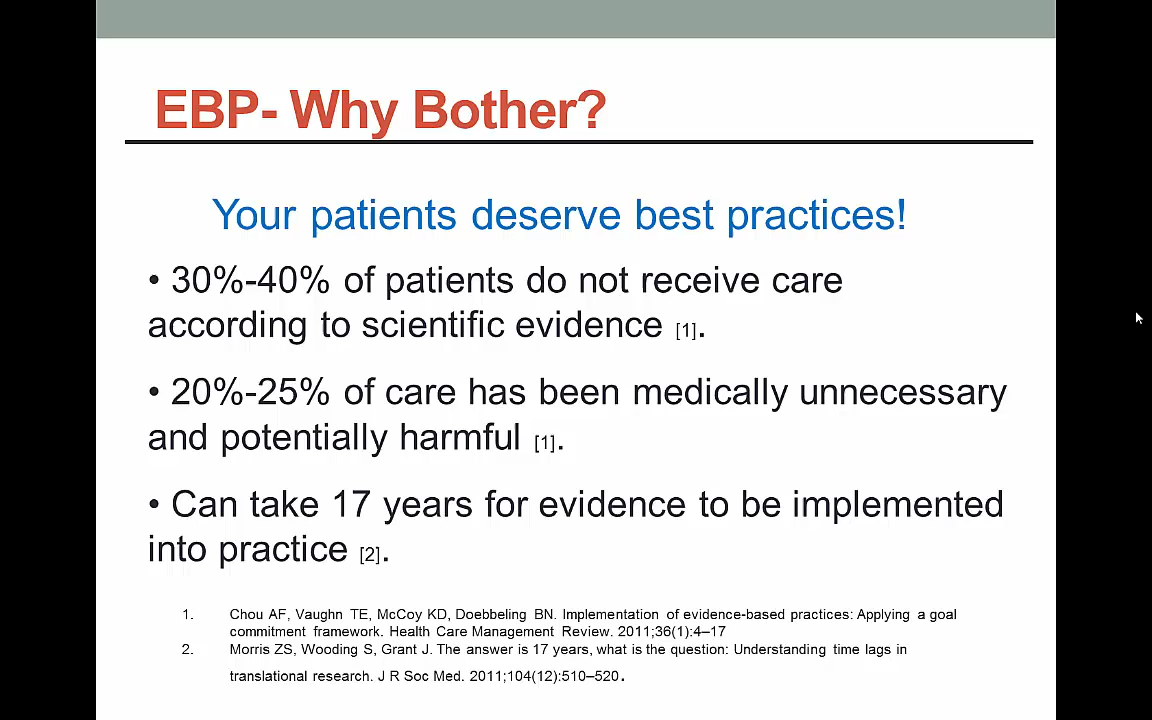 EBP- Why Bother?
Your patients deserve best practices!
• 30%-40% of patients do not receive care
according to scientific evidence [1].
• 20%-25% of care has been medically unnecessary
and potentially harmful [1].
• Can take 17 years for evidence to be implemented
into practice [2].
1. Chou AF, Vaughn TE, McCoy KD, Doebbeling BN. Implementation of evidence-based practices: Applying a goal
commitment framework. Health Care Management Review. 2011;36(1):4–17
2. Morris ZS, Wooding S, Grant J. The answer is 17 years, what is the question: Understanding time lags in
translational research. J R Soc Med. 2011;104(12):510–520.